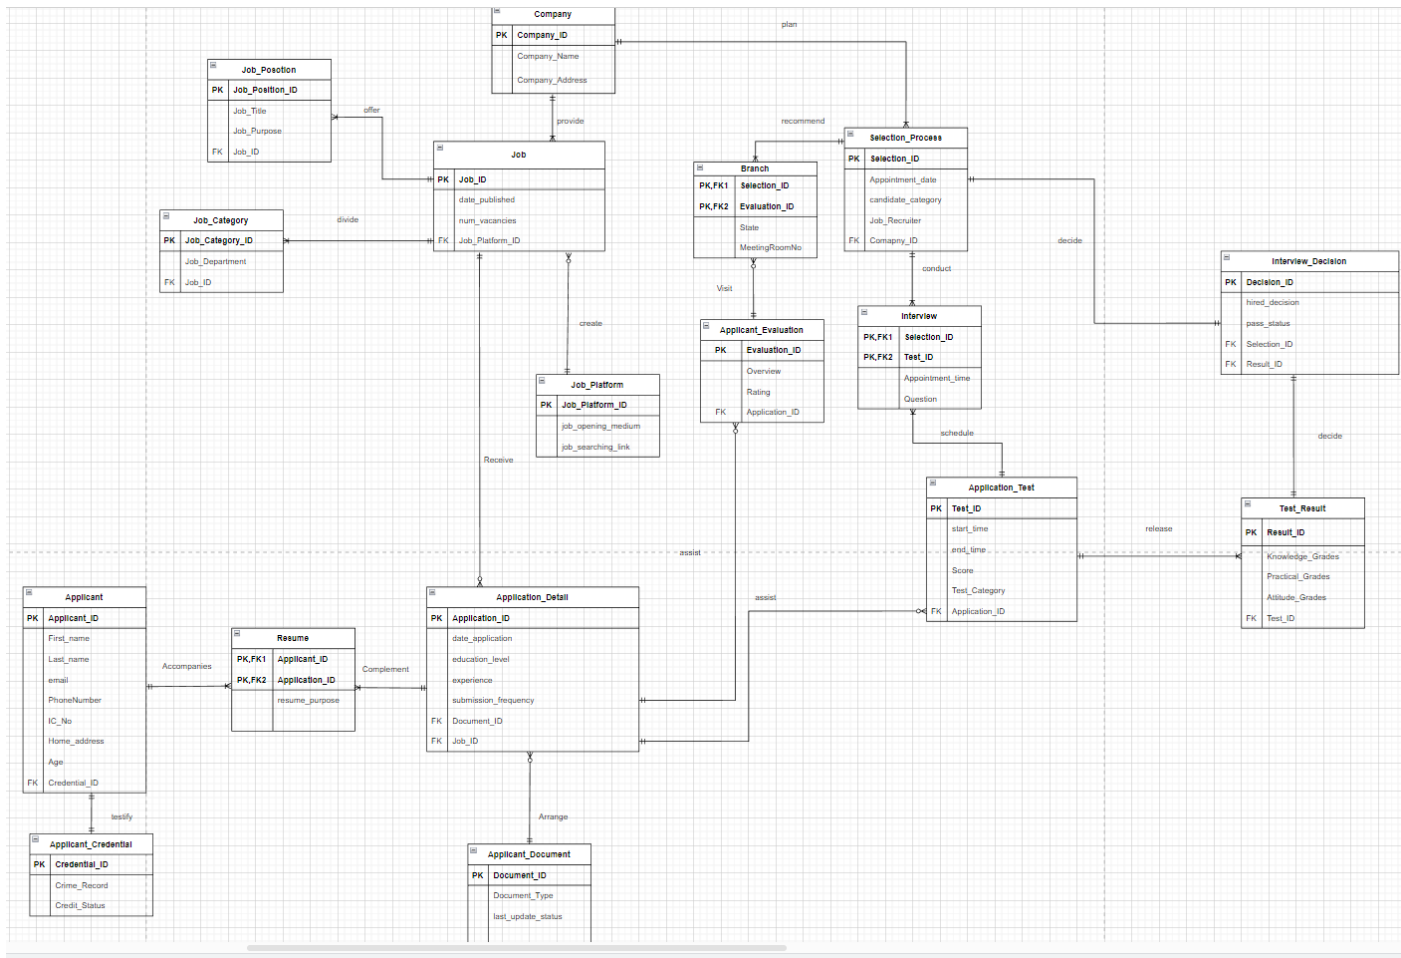 Company
PK Company_ID
Company_Name
Company_Address
plan
Job_Posotion
PK Job_Position_ID
Job_Title
Job_Purpose
FK Job_ID
offer
provide
recommend
Job
PK Job_ID
date_published
num_vacancies
FK Job_Platform_ID
Selection_Process
PK Selection_ID
Appointment_date
candidate_category
Job_Recruiter
FK Comapny_ID
Branch
PK,FK1 Selection_ID
PK,FK2 Evaluation_ID
State
MeetingRoomNo
Job_Category
PK Job_Category_ID
Job_Department
FK Job_ID
divide
decide
conduct
Interview_Decision
PK Decision_ID
hired_decision
pass_status
FK Selection_ID
FK Result_ID
Visit
create
Applicant_Evaluation
PK Evaluation_ID
Overview
Rating
FK Application_ID
Interview
PK,FK1 Selection_ID
PK,FK2 Test_ID
Appointment_time
Question
Job_Platform
PK Job_Platform_ID
job_opening_medium
job_searching_link
schedule
decide
Receive
Application_Test
PK Test_ID
start_time
end_time
Score
Test_Category
FK Application_ID
release
Test_Result
PK Result_ID
Knowledge_Grades
Practical_Grades
Attitude_Grades
FK Test_ID
assist
assist
Applicant
PK Applicant_ID
First_name
Last_name
email
PhoneNumber
IC_No
Home_address
Age
FK Credential_ID
Accompanies
Resume
PK,FK1 Applicant_ID
PK,FK2 Application_ID
resume_purpose
Complement
Application_Detail
PK Application_ID
date_application
education_level
experience
submission_frequency
FK Document_ID
FK Job_ID
testify
Arrange
Applicant_Credential
PK Credential_ID
Crime_Record
Credit_Status
Applicant_Document
PK Document_ID
Document_Type
last_update_status